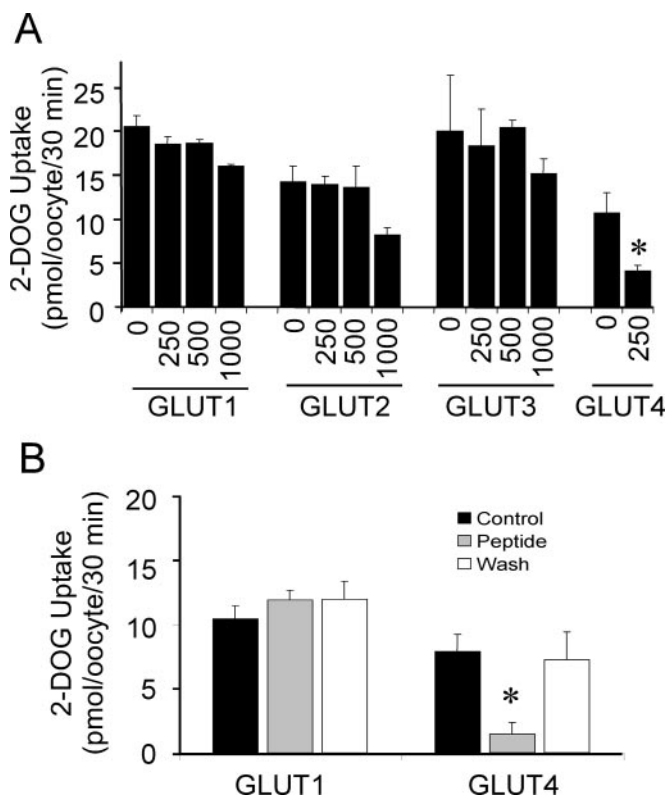 A
2-DOG Uptake
(pmol/oocyte/30 min)
25
20
15
10
5
0
0 250 500 1000 0 250 500 1000 0 250 500 1000 0 250
*
GLUT1 GLUT2 GLUT3 GLUT4
B
2-DOG Uptake
(pmol/oocyte/30 min)
20
15
10
5
0
Control
Peptide
Wash
*
GLUT1 GLUT4